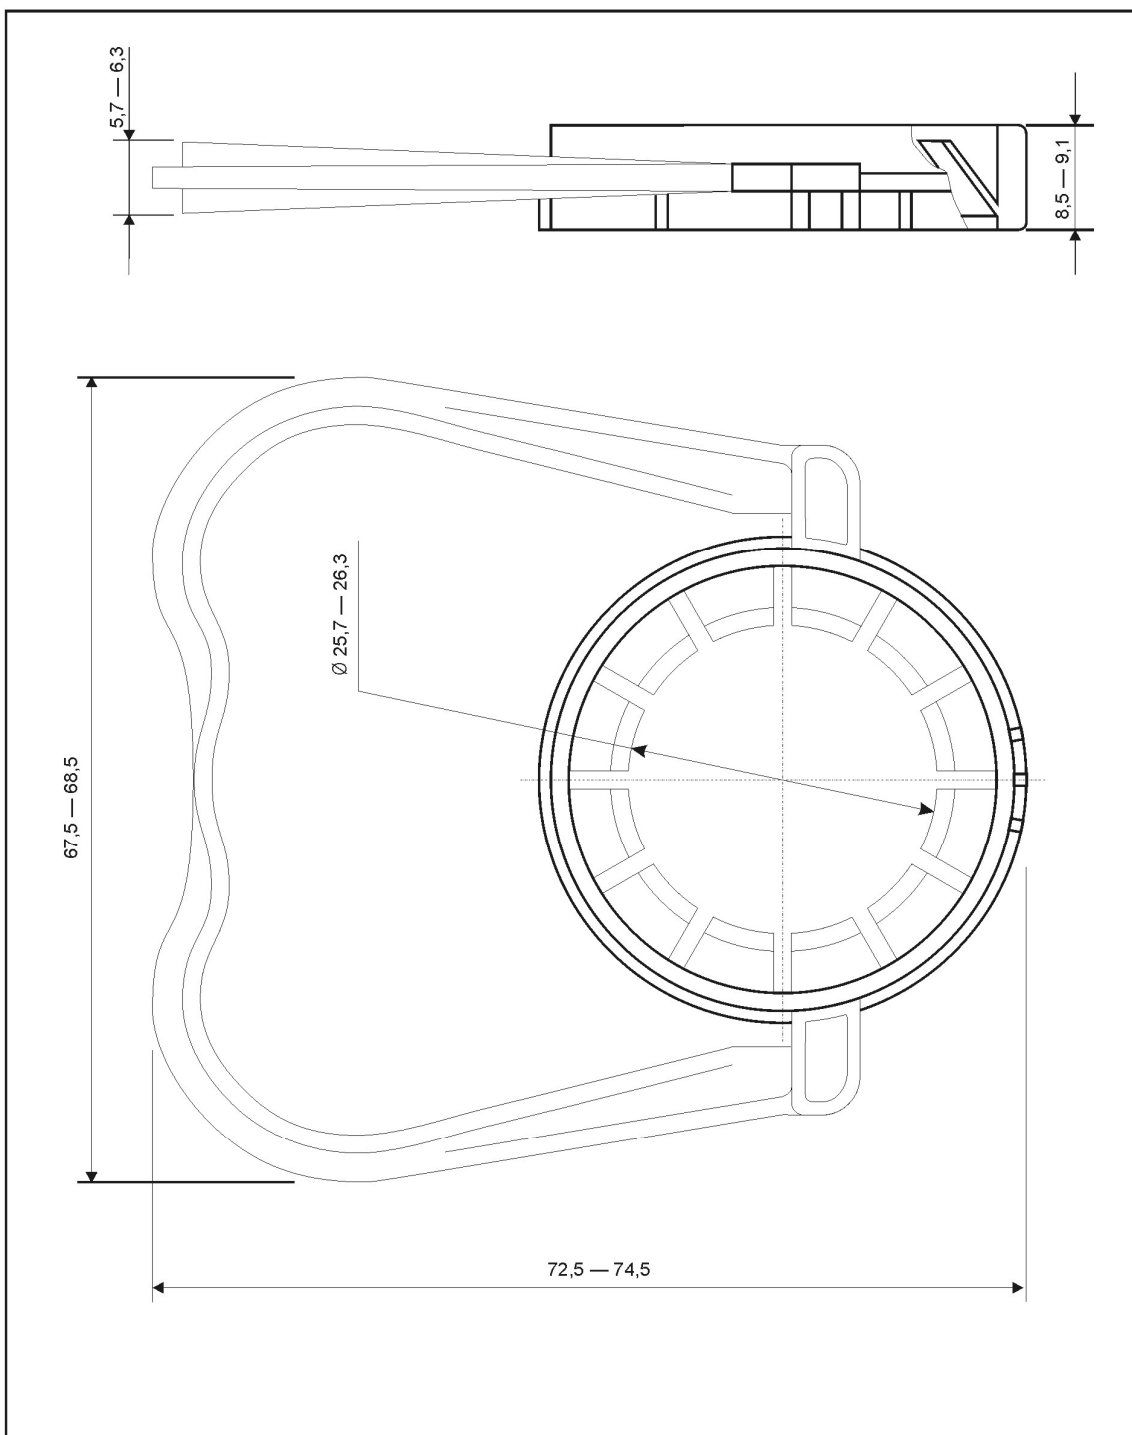 5,7 — 6,3
8,5 — 9,1
Ø 25,7 — 26,3
67,5 — 68,5
72,5 — 74,5